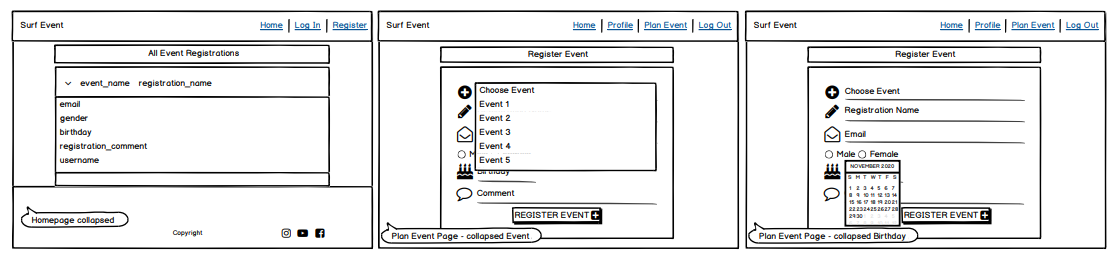 Surf Event
Home | Log In | Register
All Event Registrations
event_name registration_name
email
gender
birthday
registration_comment
username
Homepage collapsed
Copyright
Surf Event
Home | Profile | Plan Event | Log Out
Register Event
Choose Event
Event 1
Event 2
Event 3
Event 4
Event 5
M
Birthday
Comment
REGISTER EVENT
Plan Event Page - collapsed Event
Surf Event
Home | Profile | Plan Event | Log Out
Register Event
Choose Event
Registration Name
Email
Male Female
NOVEMBER 2020
S M T W T F S
1 2 3 4 5 6 7
8 9 10 11 12 13 14
15 16 17 18 19 20 21
22 23 24 25 26 27 28
29 30
REGISTER EVENT
Plan Event Page - collapsed Birthday